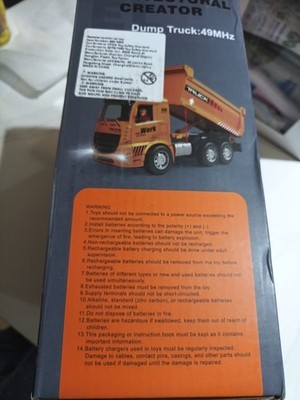 CREATOR
Dump Truck:49MHz
WARNING
TRUCK
Work
WARNING
1.Toys should not be connected to a power source exceeding the
recommended amount.
2.Install batteries according to the polarity (+) and (-).
3.Errors in inserting batteries can damage the unit, trigger the
emergence of fire, leading to battery explosion.
4.Non-rechargeable batteries should not be recharged.
5.Rechargeable battery charging should be done under adult
supervision.
6.Rechargeable batteries should be removed from the toy before
recharging.
7.Batteries of different types or new and used batteries should not
be used simultaneously.
8.Exhausted batteries must be removed from the toy
9.Supply terminals should not be short-circuited.
10.Alkaline, standard (zinc carbon), or rechargeable batteries
should not be mixed.
11.Do not dispose of batteries in fire.
12.Batteries are hazardous if swallowed, keep them out of ream of
children.
13.This packaging or instruction book must be kept as it contains
important information.
14.Battery chargers used in toys must be regularly inspected.
Damage to cables, contact pins, casings, and other parts should
not be used if damaged until the damage is repaired.